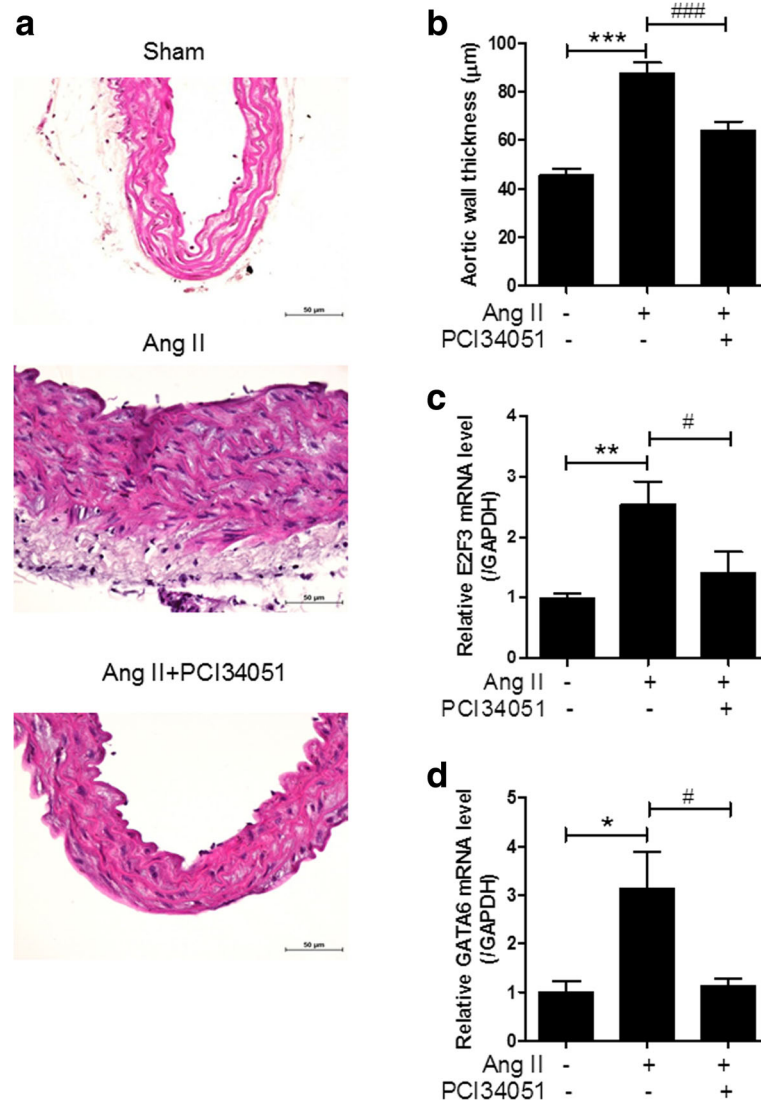 a
Sham
50 µm
Ang II
50 µm
Ang II+PCI34051
50 µm
b
*** ###
Aortic wall thickness (µm)
100
80
60
40
20
0
Ang II - + +
PCI34051 - - +
c
** #
Relative E2F3 mRNA level
(/GAPDH)
4
3
2
1
0
Ang II - + +
PCI34051 - - +
d
* #
Relative GATA6 mRNA level
(/GAPDH)
5
4
3
2
1
0
Ang II - + +
PCI34051 - - +